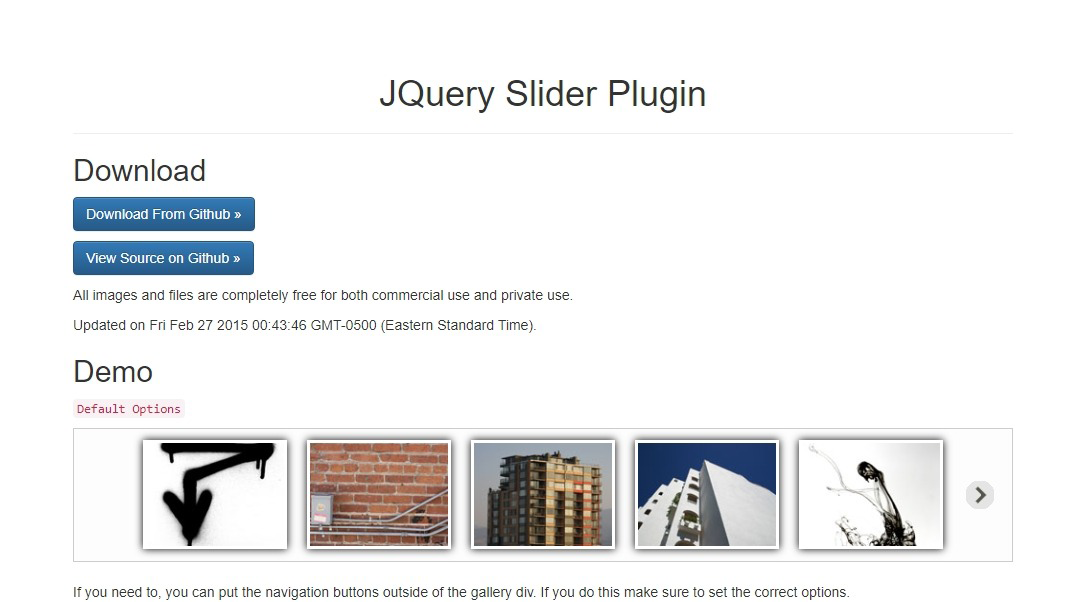 JQuery Slider Plugin
Download
Download From Github »
View Source on Github »
All images and files are completely free for both commercial use and private use.
Updated on Fri Feb 27 2015 00:43:46 GMT-0500 (Eastern Standard Time).
Demo
Default Options
If you need to, you can put the navigation buttons outside of the gallery div. If you do this make sure to set the correct options.